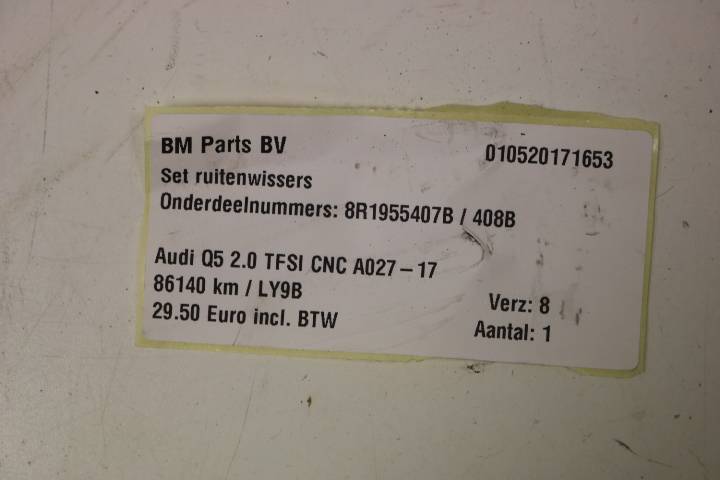 BM Parts BV
010520171653
Set ruitenwissers
Onderdeelnummers: 8R1955407B / 408B
Audi Q5 2.0 TFSI CNC A027-17
86140 km / LY9B
Verz: 8
29.50 Euro incl. BTW
Aantal: 1